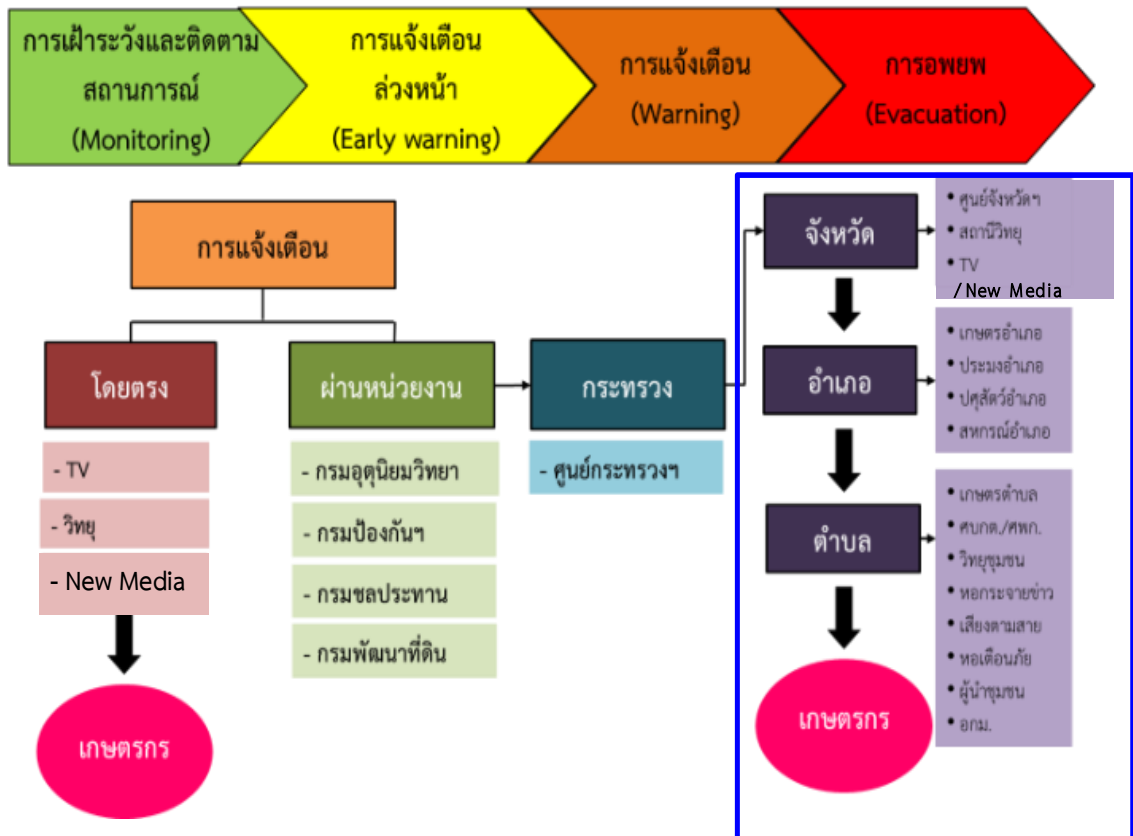 การเฝ้าระวังและติดตาม
สถานการณ์
(Monitoring)
การแจ้งเตือน
ล่วงหน้า
(Early warning)
การแจ้งเตือน
(Warning)
การอพยพ
(Evacuation)
การแจ้งเตือน
โดยตรง
- TV
- วิทยุ
- New Media
เกษตรกร
ผ่านหน่วยงาน
- กรมอุตุนิยมวิทยา
- กรมป้องกันฯ
- กรมชลประทาน
- กรมพัฒนาที่ดิน
กระทรวง
- ศูนย์กระทรวงฯ
จังหวัด
• ศูนย์จังหวัดฯ
• สถานีวิทยุ
• TV
/New Media
อำเภอ
• เกษตรอำเภอ
• ประมงอำเภอ
• ปศุสัตว์อำเภอ
• สหกรณ์อำเภอ
ตำบล
• เกษตรตำบล
• ศบกต./ศพก.
• วิทยุชุมชน
• หอกระจายข่าว
• เสียงตามสาย
• หอเตือนภัย
• ผู้นำชุมชน
• อกม.
เกษตรกร